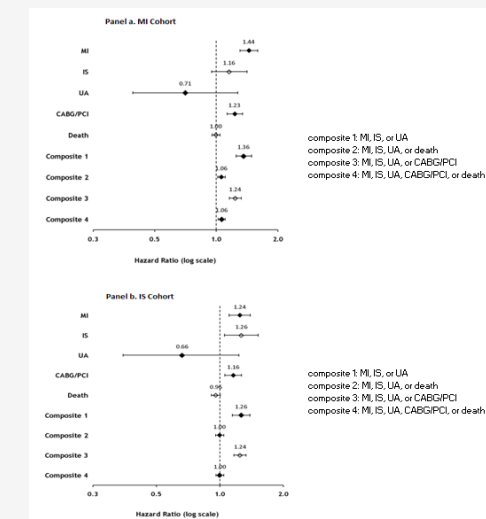 Panel a. MI Cohort
MI
1.44
IS
1.16
UA
0.71
CABG/PCI
1.23
Death
1.00
Composite 1
1.36
Composite 2
1.06
Composite 3
1.24
Composite 4
1.06
0.3 0.5 1.0 2.0
Hazard Ratio (log scale)
composite 1: MI, IS, or UA
composite 2: MI, IS, UA, or death
composite 3: MI, IS, UA, or CABG/PCI
composite 4: MI, IS, UA, CABG/PCI, or death
Panel b. IS Cohort
MI
1.24
IS
1.26
UA
0.66
CABG/PCI
1.16
Death
Composite 1
1.26
Composite 2
1.00
Composite 3
1.24
Composite 4
1.00
0.3 0.5 1.0 2.0
Hazard Ratio (log scale)
composite 1: MI, IS, or UA
composite 2: MI, IS, UA, or death
composite 3: MI, IS, UA, or CABG/PCI
composite 4: MI, IS, UA, CABG/PCI, or death